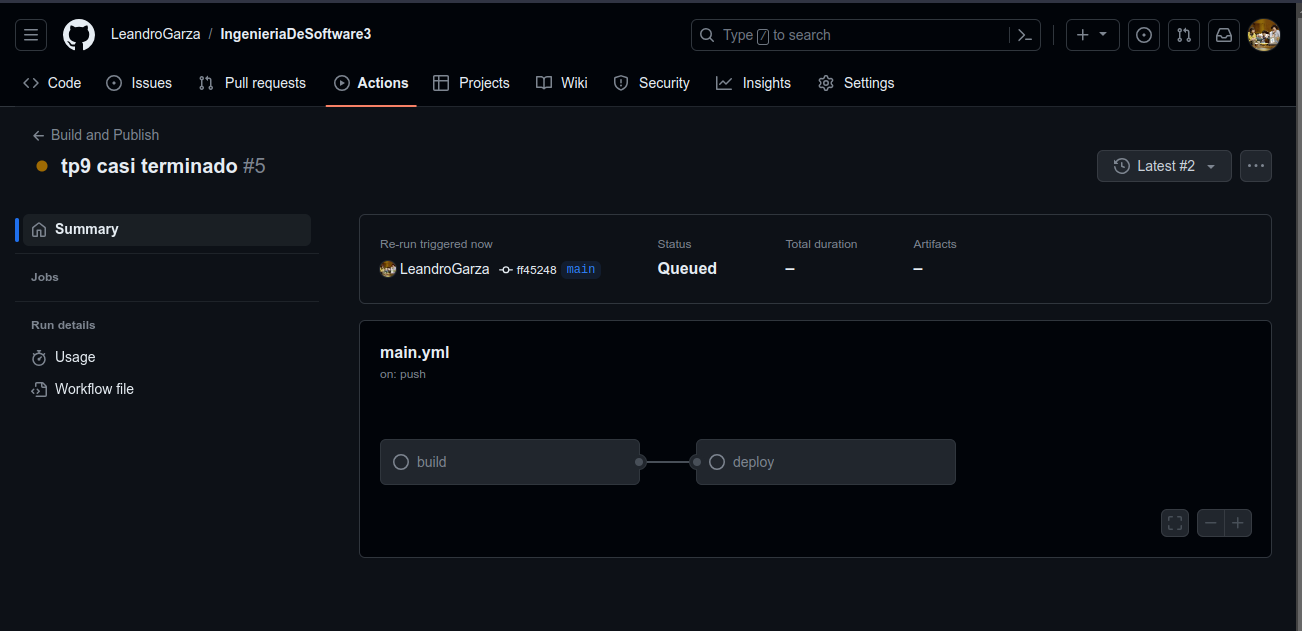 LeandroGarza / IngenieriaDeSoftware3
Type / to search
Code Issues Pull requests Actions Projects Wiki Security Insights Settings
Build and Publish
tp9 casi terminado #5
Latest #2
Summary
Jobs
Run details
Usage
Workflow file
Re-run triggered now
LeandroGarza ff45248 main
Status
Queued
Total duration
–
Artifacts
–
main.yml
on: push
build
deploy